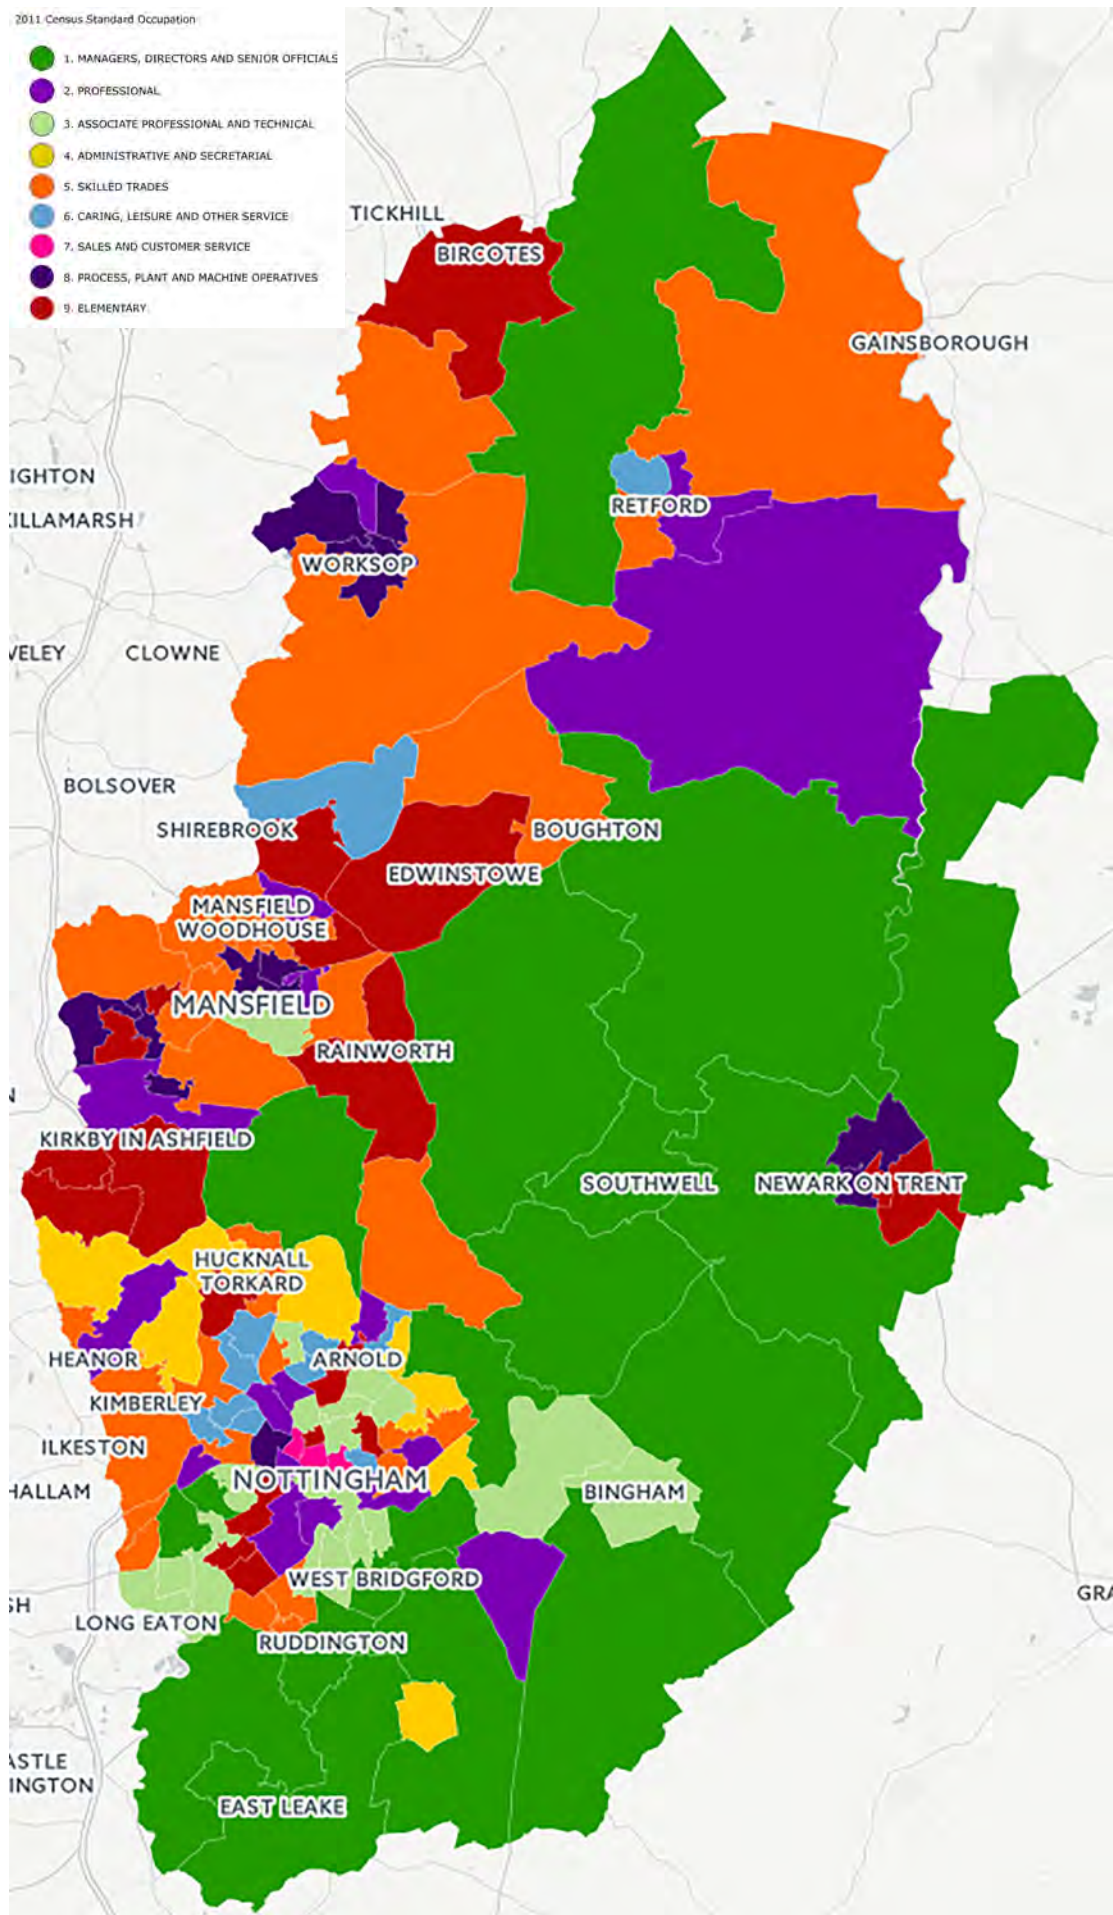 2011 Census Standard Occupation
1. MANAGERS, DIRECTORS AND SENIOR OFFICIALS
2. PROFESSIONAL
3. ASSOCIATE PROFESSIONAL AND TECHNICAL
4. ADMINISTRATIVE AND SECRETARIAL
5. SKILLED TRADES
6. CARING, LEISURE AND OTHER SERVICE
7. SALES AND CUSTOMER SERVICE
8. PROCESS, PLANT AND MACHINE OPERATIVES
9. ELEMENTARY
TICKHILL
BIRCOTES
GAINSBOROUGH
IGHTON
RETFORD
KILLAMARSH
WORKSOP
VELEY
CLOWNE
BOLSOVER
SHIREBROOK
BOUGHTON
EDWINSTOWE
MANSFIELD
WOODHOUSE
MANSFIELD
RAINWORTH
KIRKBY IN ASHFIELD
SOUTHWELL
NEWARK ON TRENT
HUCKNALL
TORKARD
HEANOR
ARNOLD
KIMBERLEY
ILKESTON
NOTTINGHAM
HALLAM
BINGHAM
WEST BRIDGFORD
GRA
SH
LONG EATON
RUDDINGTON
ASTLE
INGTON
EAST LEAKE